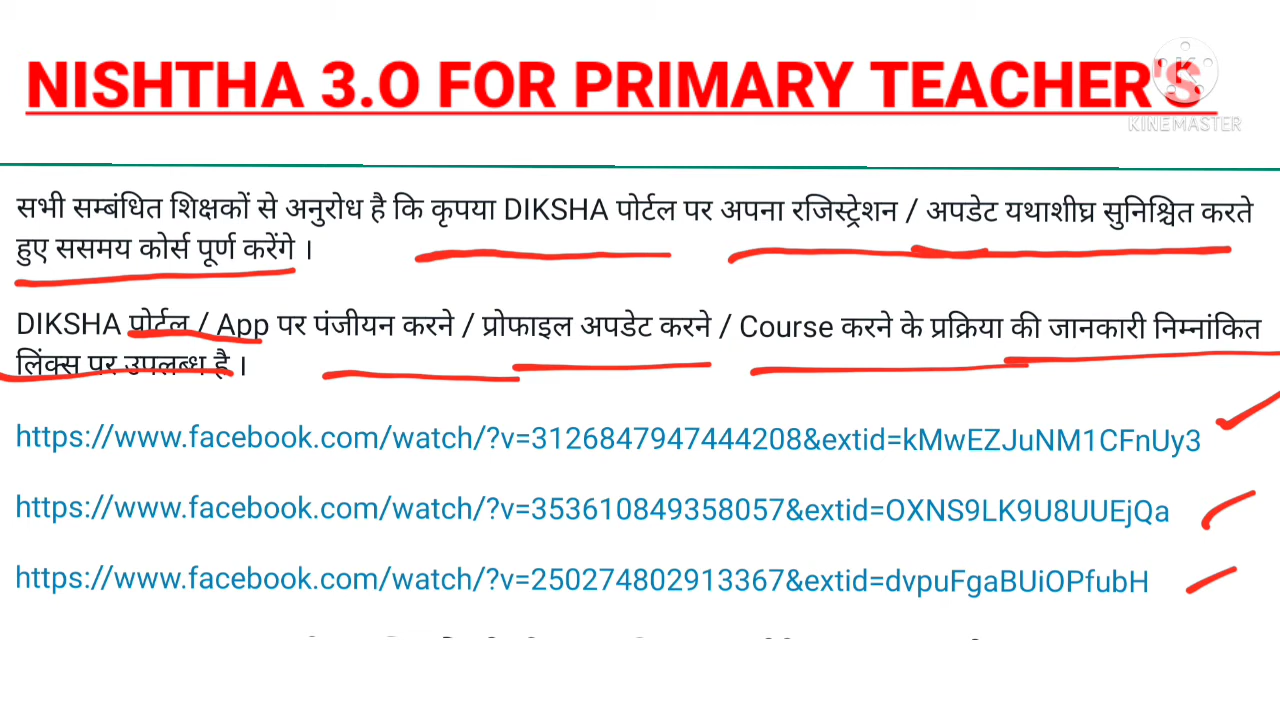 NISHTHA 3.O FOR PRIMARY TEACHER'S
KINEMASTER
सभी सम्बंधित शिक्षकों से अनुरोध है कि कृपया DIKSHA पोर्टल पर अपना रजिस्ट्रेशन / अपडेट यथाशीघ्र सुनिश्चित करते
हुए ससमय कोर्स पूर्ण करेंगे ।
DIKSHA पोर्टल / App पर पंजीयन करने / प्रोफाइल अपडेट करने / Course करने के प्रक्रिया की जानकारी निम्नांकित
लिंक्स पर उपलब्ध है ।
https://www.facebook.com/watch/?v=3126847947444208&extid=kMwEZJuNM1CFnUy3
https://www.facebook.com/watch/?v=353610849358057&extid=OXNS9LK9U8UUEjQa
https://www.facebook.com/watch/?v=250274802913367&extid=dvpuFgaBUiOPfubH